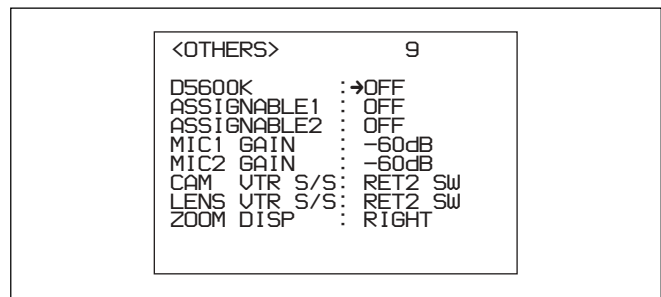 <OTHERS> 9
D5600K :➔OFF
ASSIGNABLE1 : OFF
ASSIGNABLE2 : OFF
MIC1 GAIN : -60dB
MIC2 GAIN : -60dB
CAM VTR S/S: RET2 SW
LENS VTR S/S: RET2 SW
ZOOM DISP : RIGHT